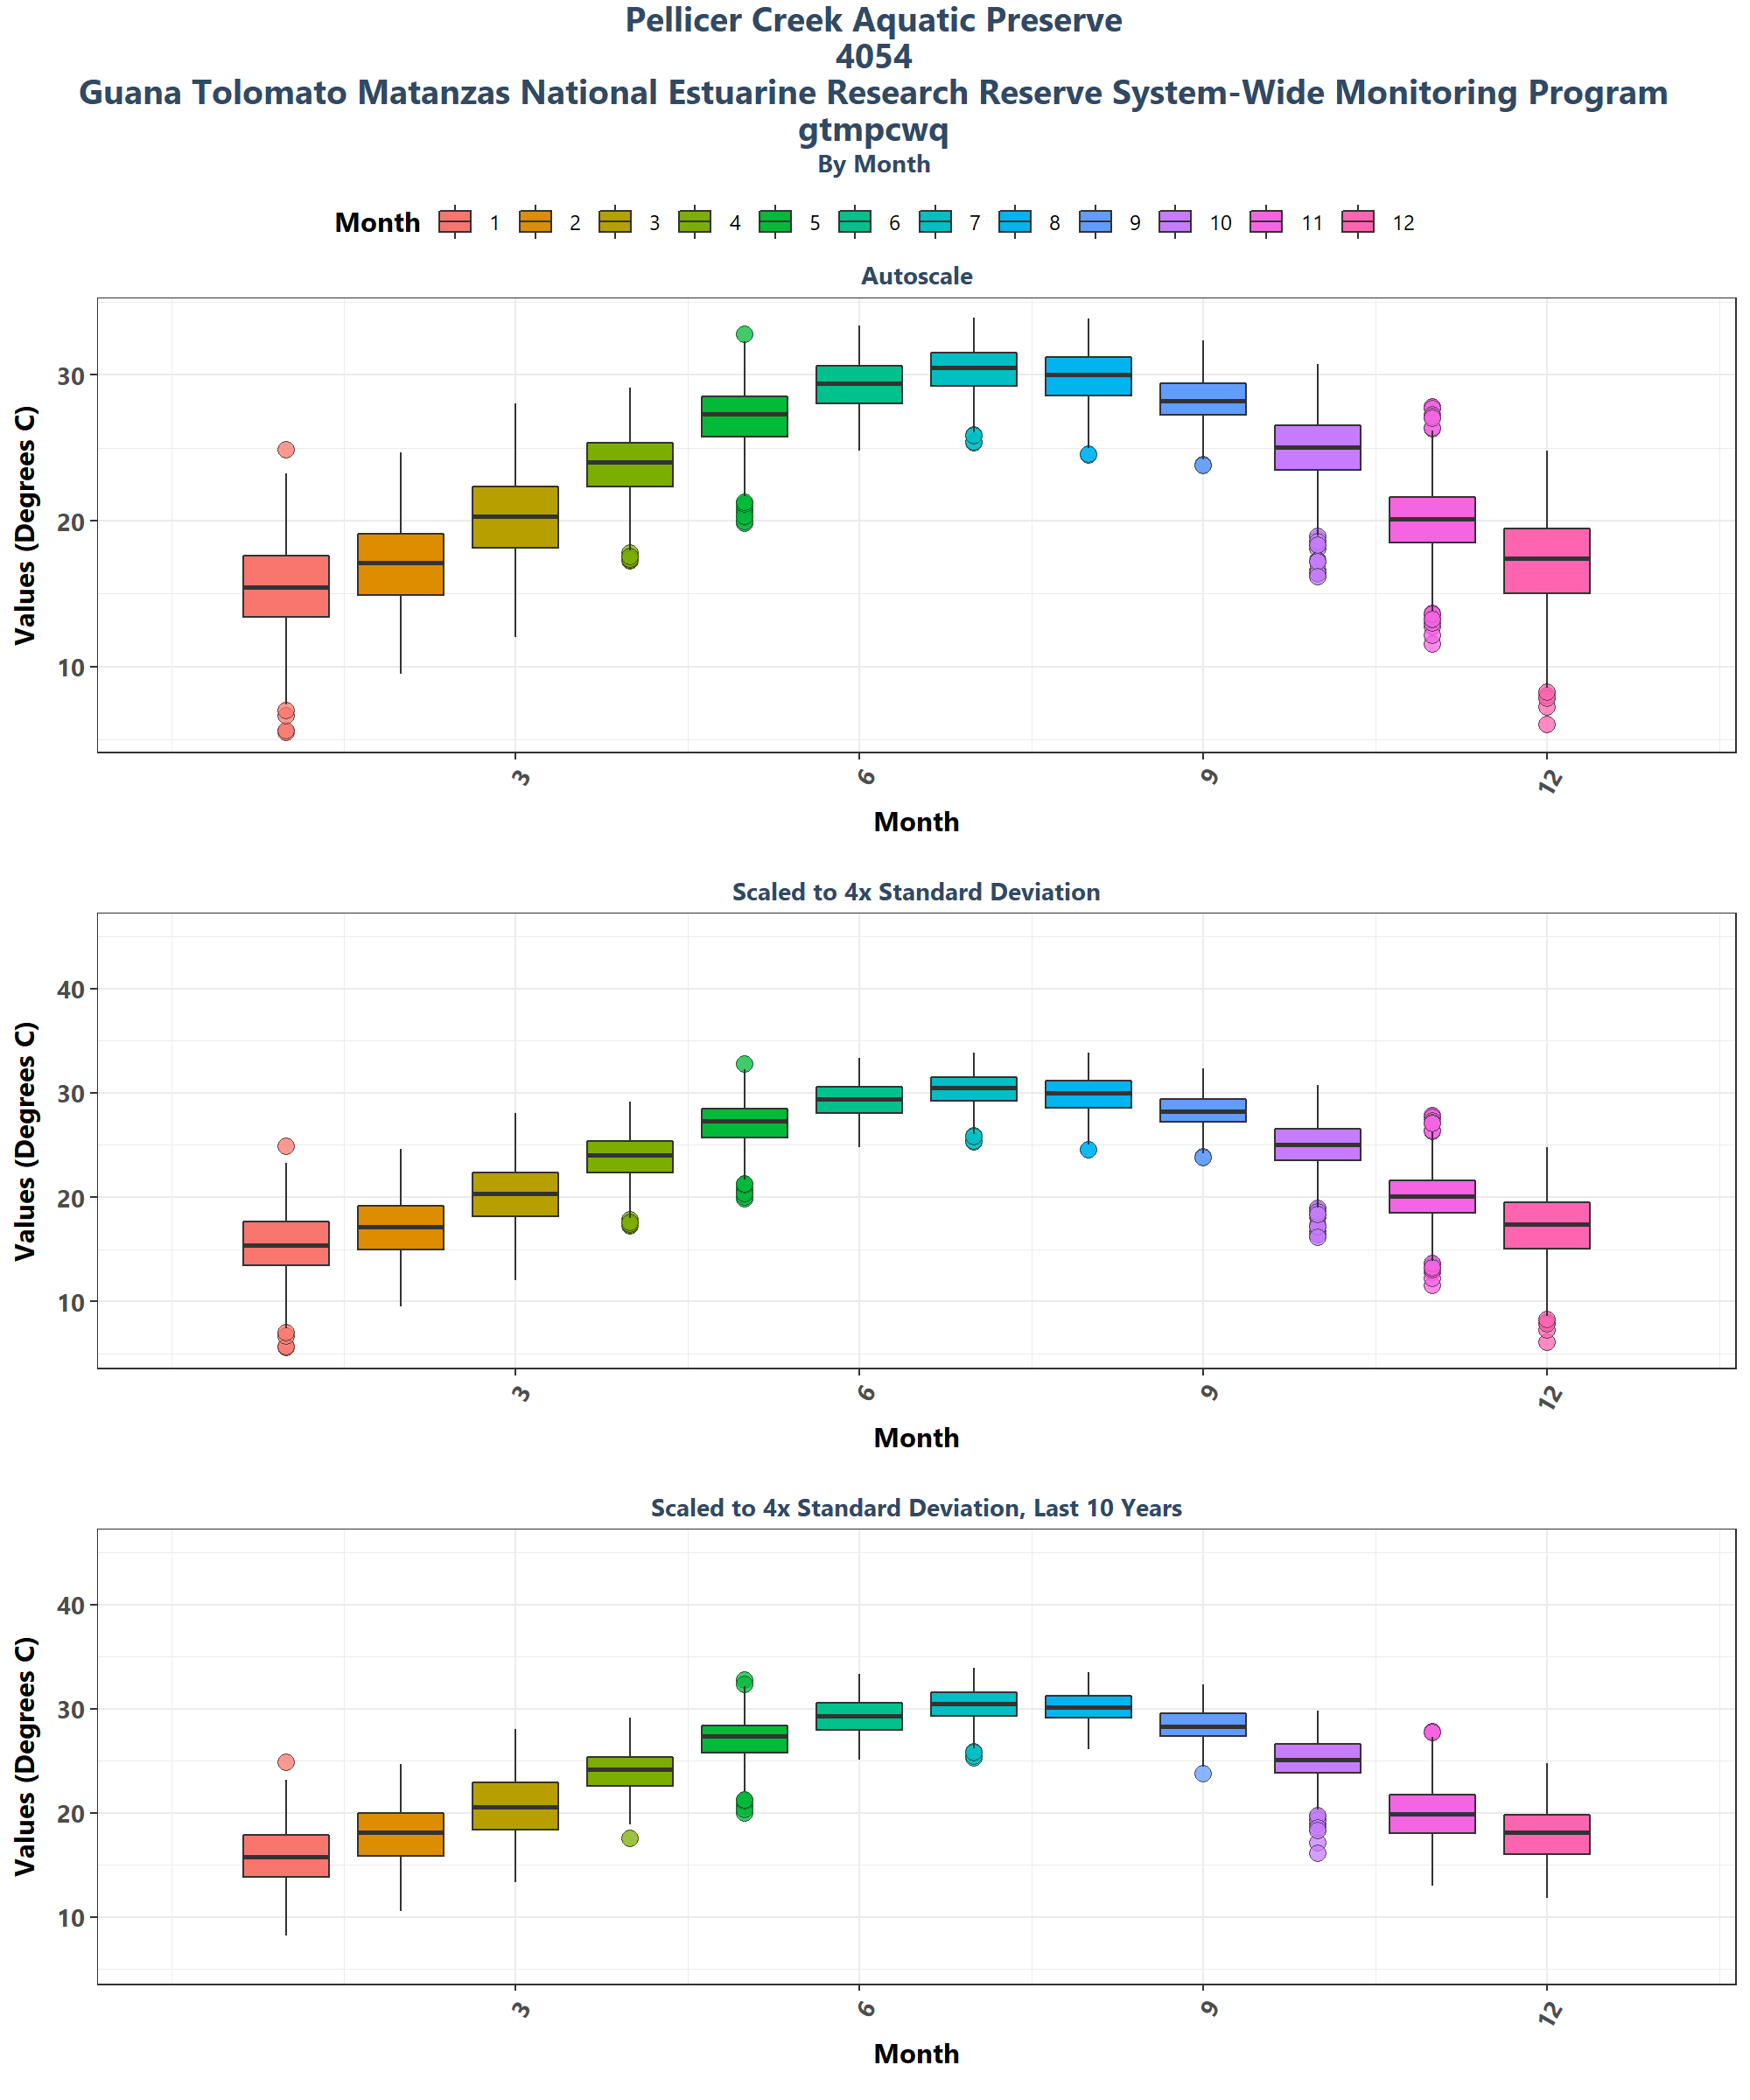 Pellicer Creek Aquatic Preserve
4054
Guana Tolomato Matanzas National Estuarine Research Reserve System-Wide Monitoring Program
gtmpcwq
By Month
Month 1 2 3 4 5 6 7 8 9 10 11 12
Autoscale
Values (Degrees C)
30
20
10
3 6 9 12
Month
Scaled to 4x Standard Deviation
Values (Degrees C)
40
30
20
10
3 6 9 12
Month
Scaled to 4x Standard Deviation, Last 10 Years
Values (Degrees C)
40
30
20
10
3 6 9 12
Month